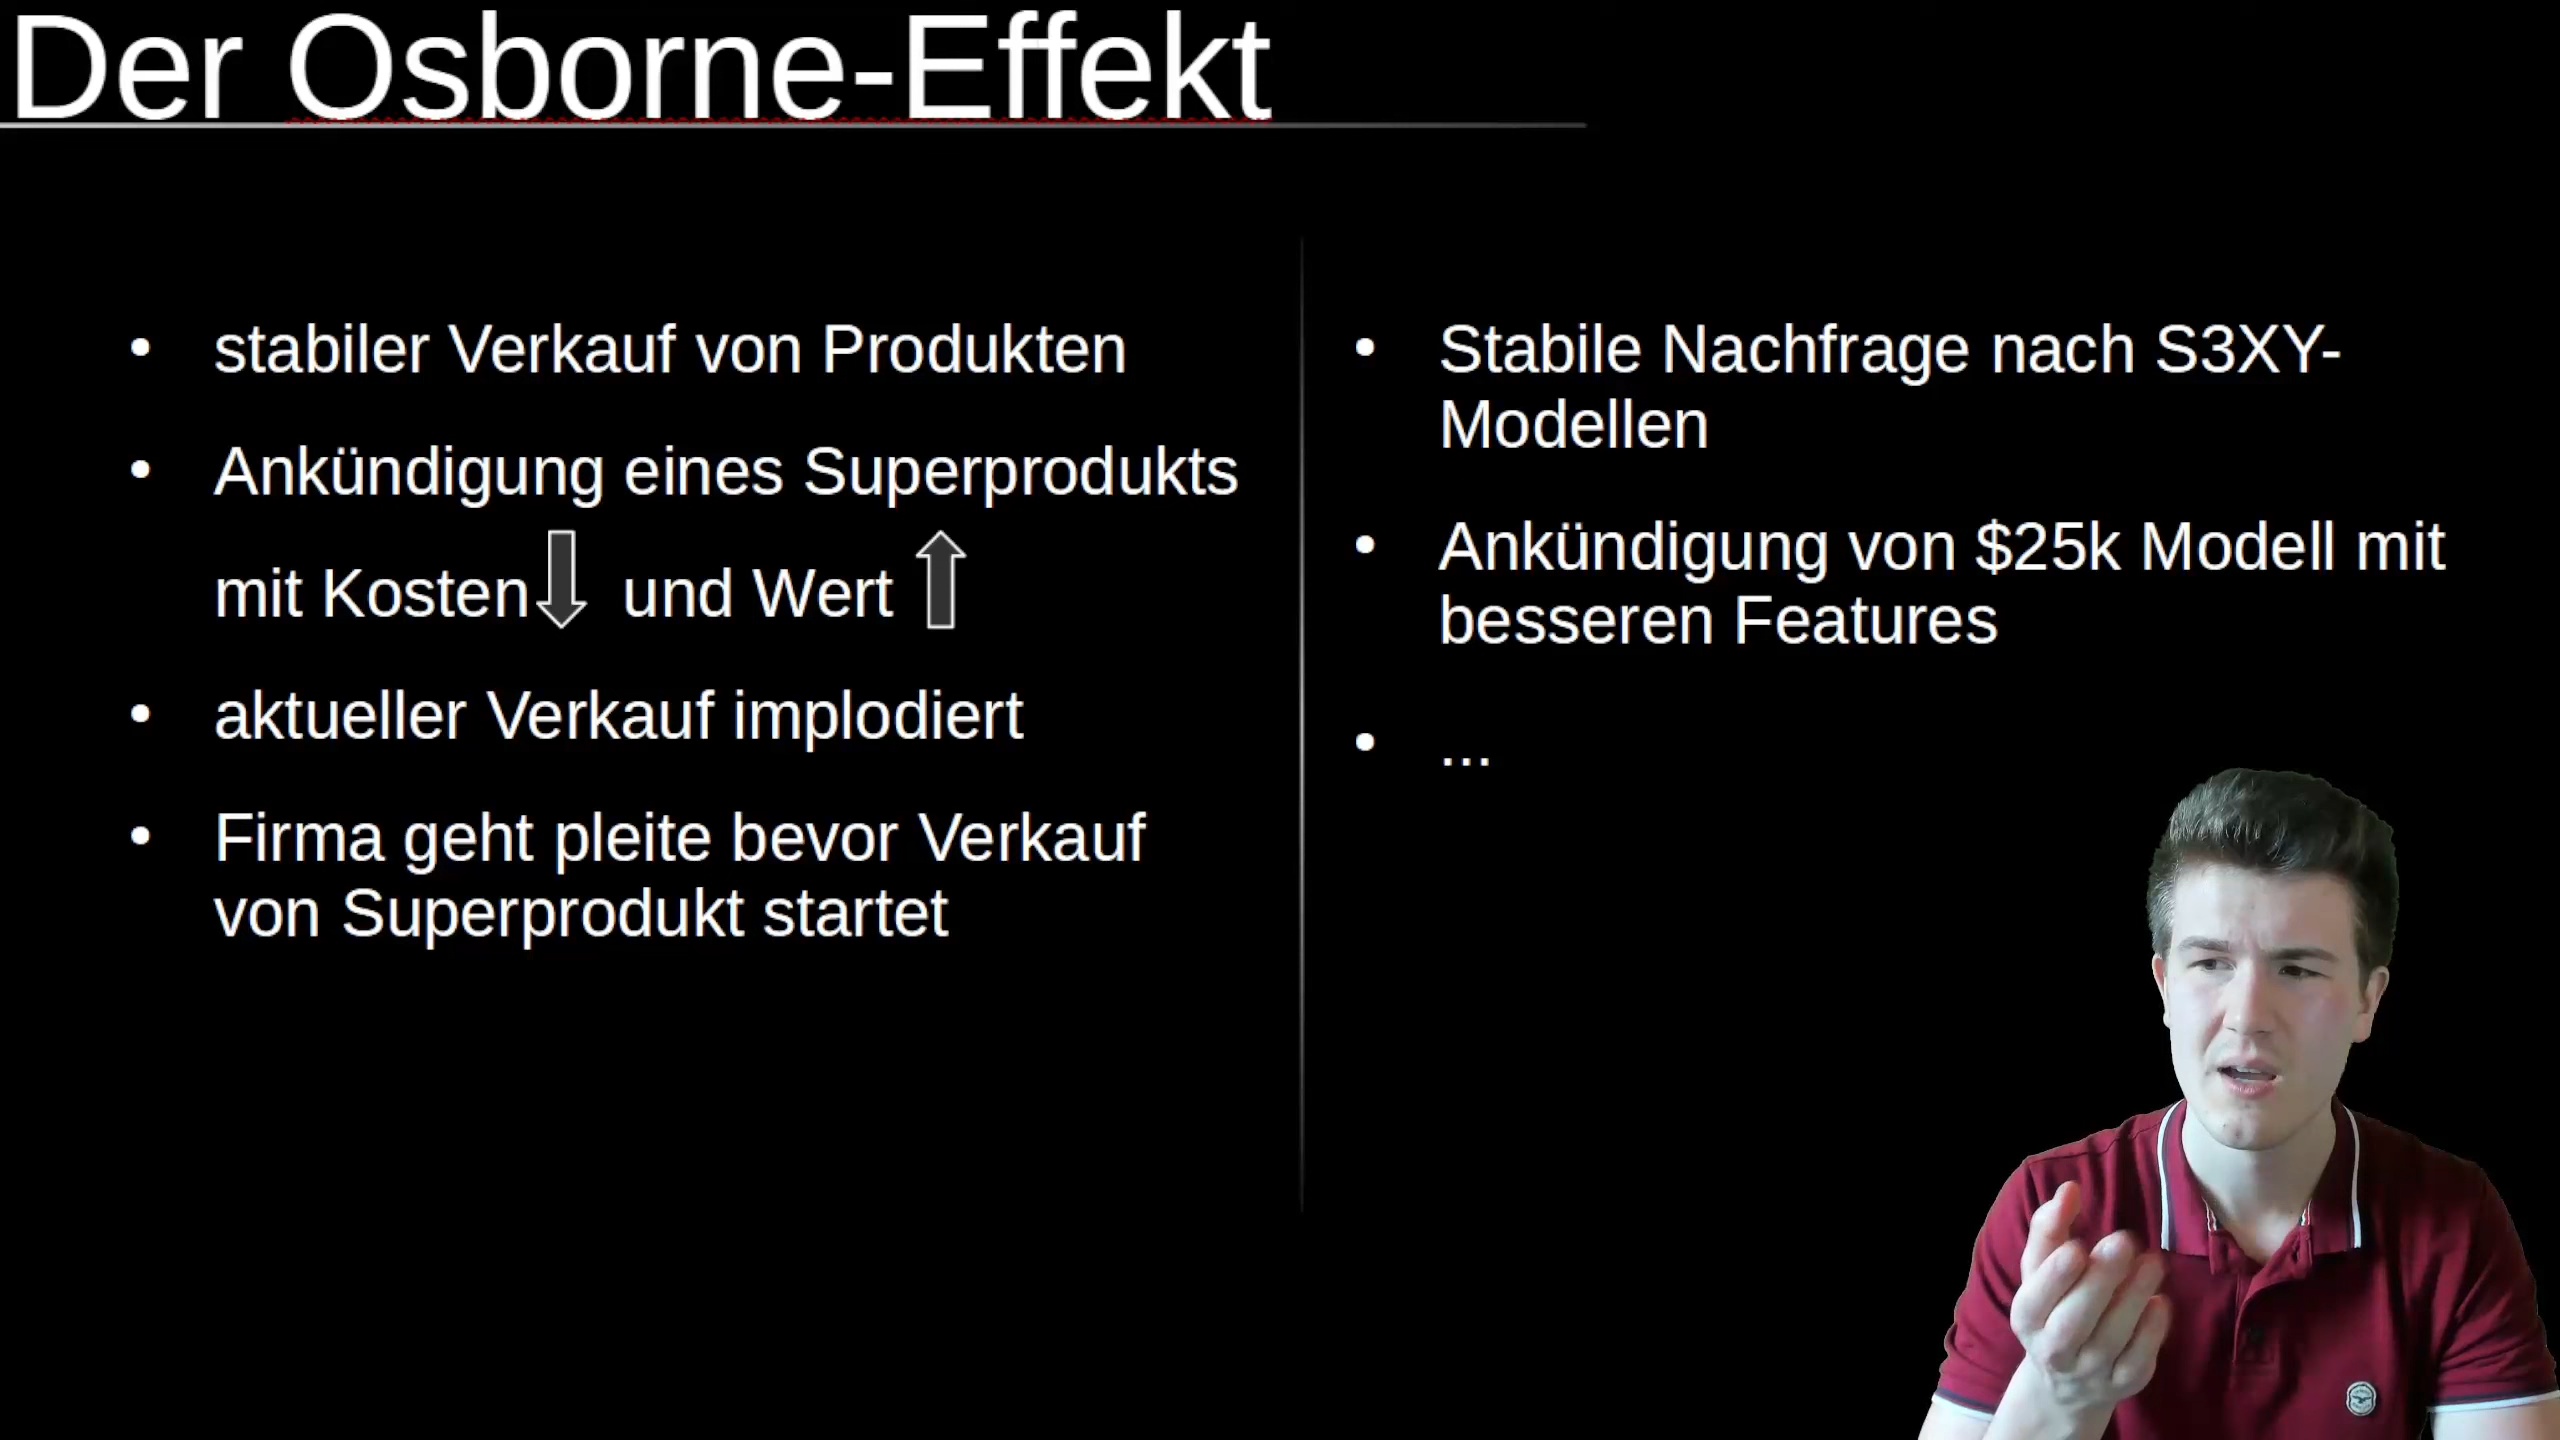 Der Osborne-Effekt
• stabiler Verkauf von Produkten
• Ankündigung eines Superprodukts
mit Kosten und Wert
• aktueller Verkauf implodiert
• Firma geht pleite bevor Verkauf
von Superprodukt startet
• Stabile Nachfrage nach S3XY-
Modellen
• Ankündigung von $25k Modell mit
besseren Features
• ...